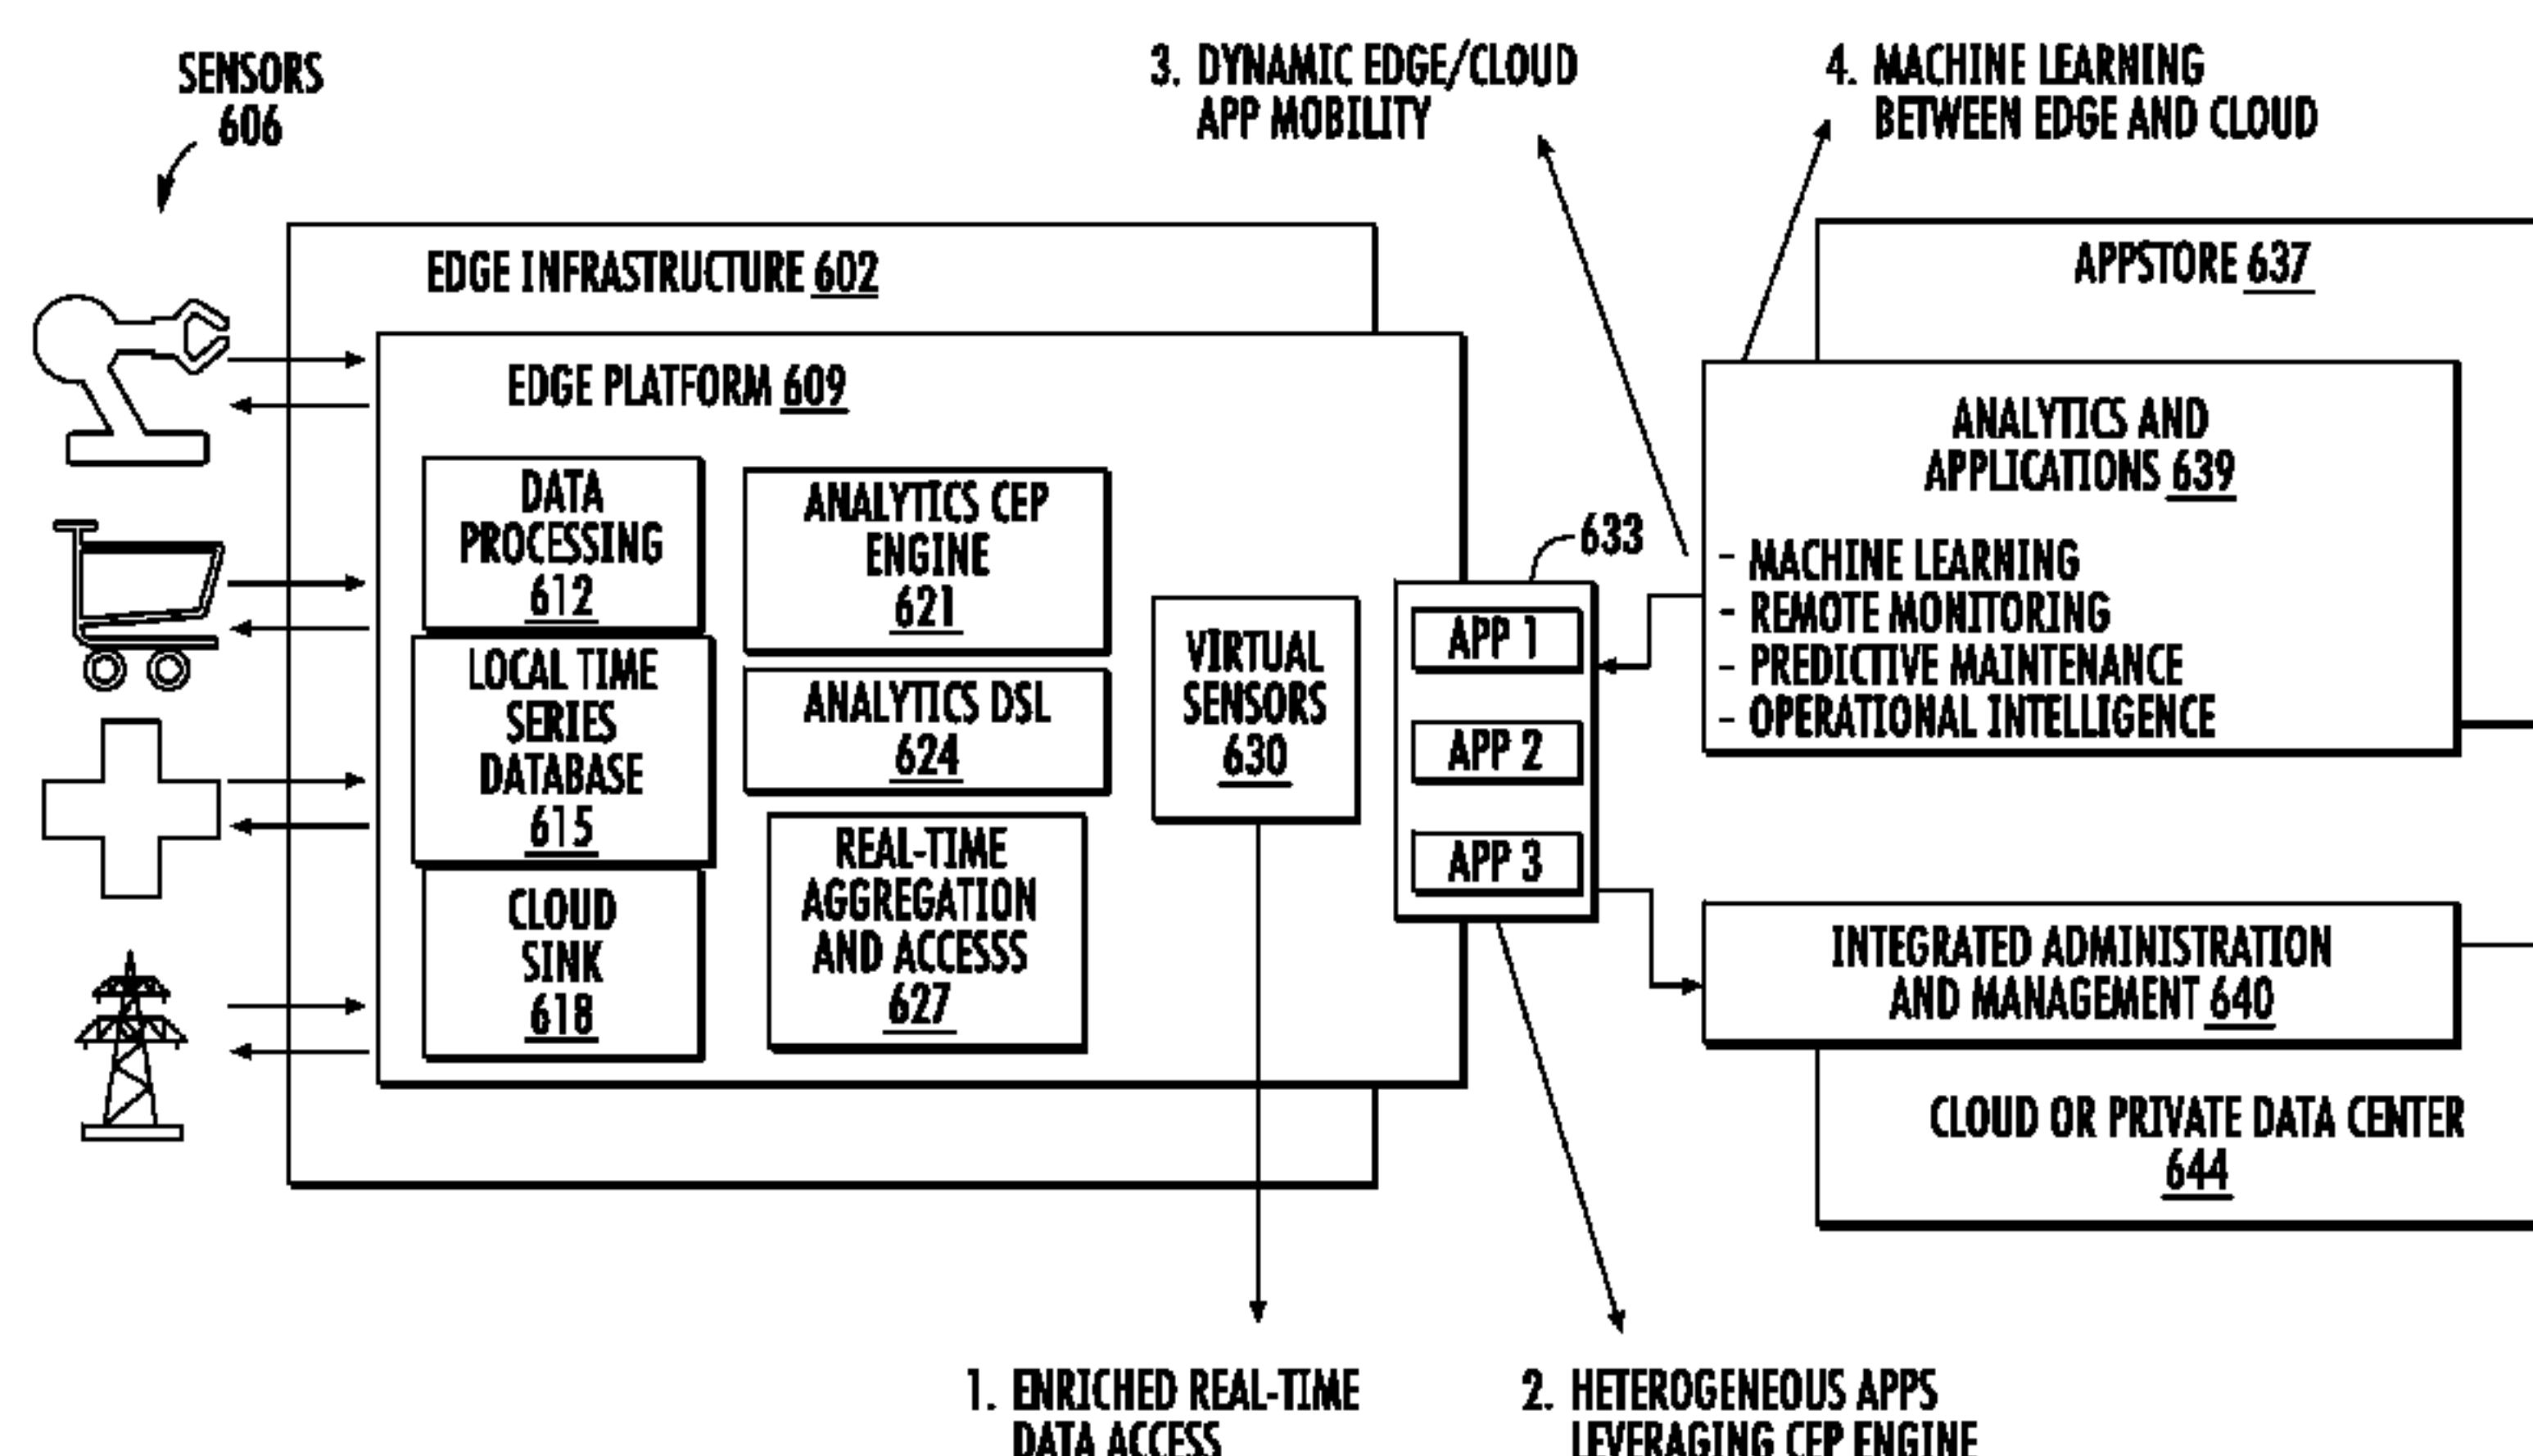 SENSORS
606
3. DYNAMIC EDGE/CLOUD
APP MOBILITY
4. MACHINE LEARNING
BETWEEN EDGE AND CLOUD
EDGE INFRASTRUCTURE 602
EDGE PLATFORM 609
DATA
PROCESSING
612
LOCAL TIME
SERIES
DATABASE
615
CLOUD
SINK
618
ANALYTICS CEP
ENGINE
621
ANALYTICS DSL
624
REAL-TIME
AGGREGATION
AND ACCESSS
627
VIRTUAL
SENSORS
630
633
APP 1
APP 2
APP 3
APPSTORE 637
ANALYTICS AND
APPLICATIONS 639
- MACHINE LEARNING
- REMOTE MONITORING
- PREDICTIVE MAINTENANCE
- OPERATIONAL INTELLIGENCE
INTEGRATED ADMINISTRATION
AND MANAGEMENT 640
CLOUD OR PRIVATE DATA CENTER
644
1. ENRICHED REAL-TIME
DATA ACCESS
2. HETEROGENEOUS APPS
LEVERAGING CEP ENGINE